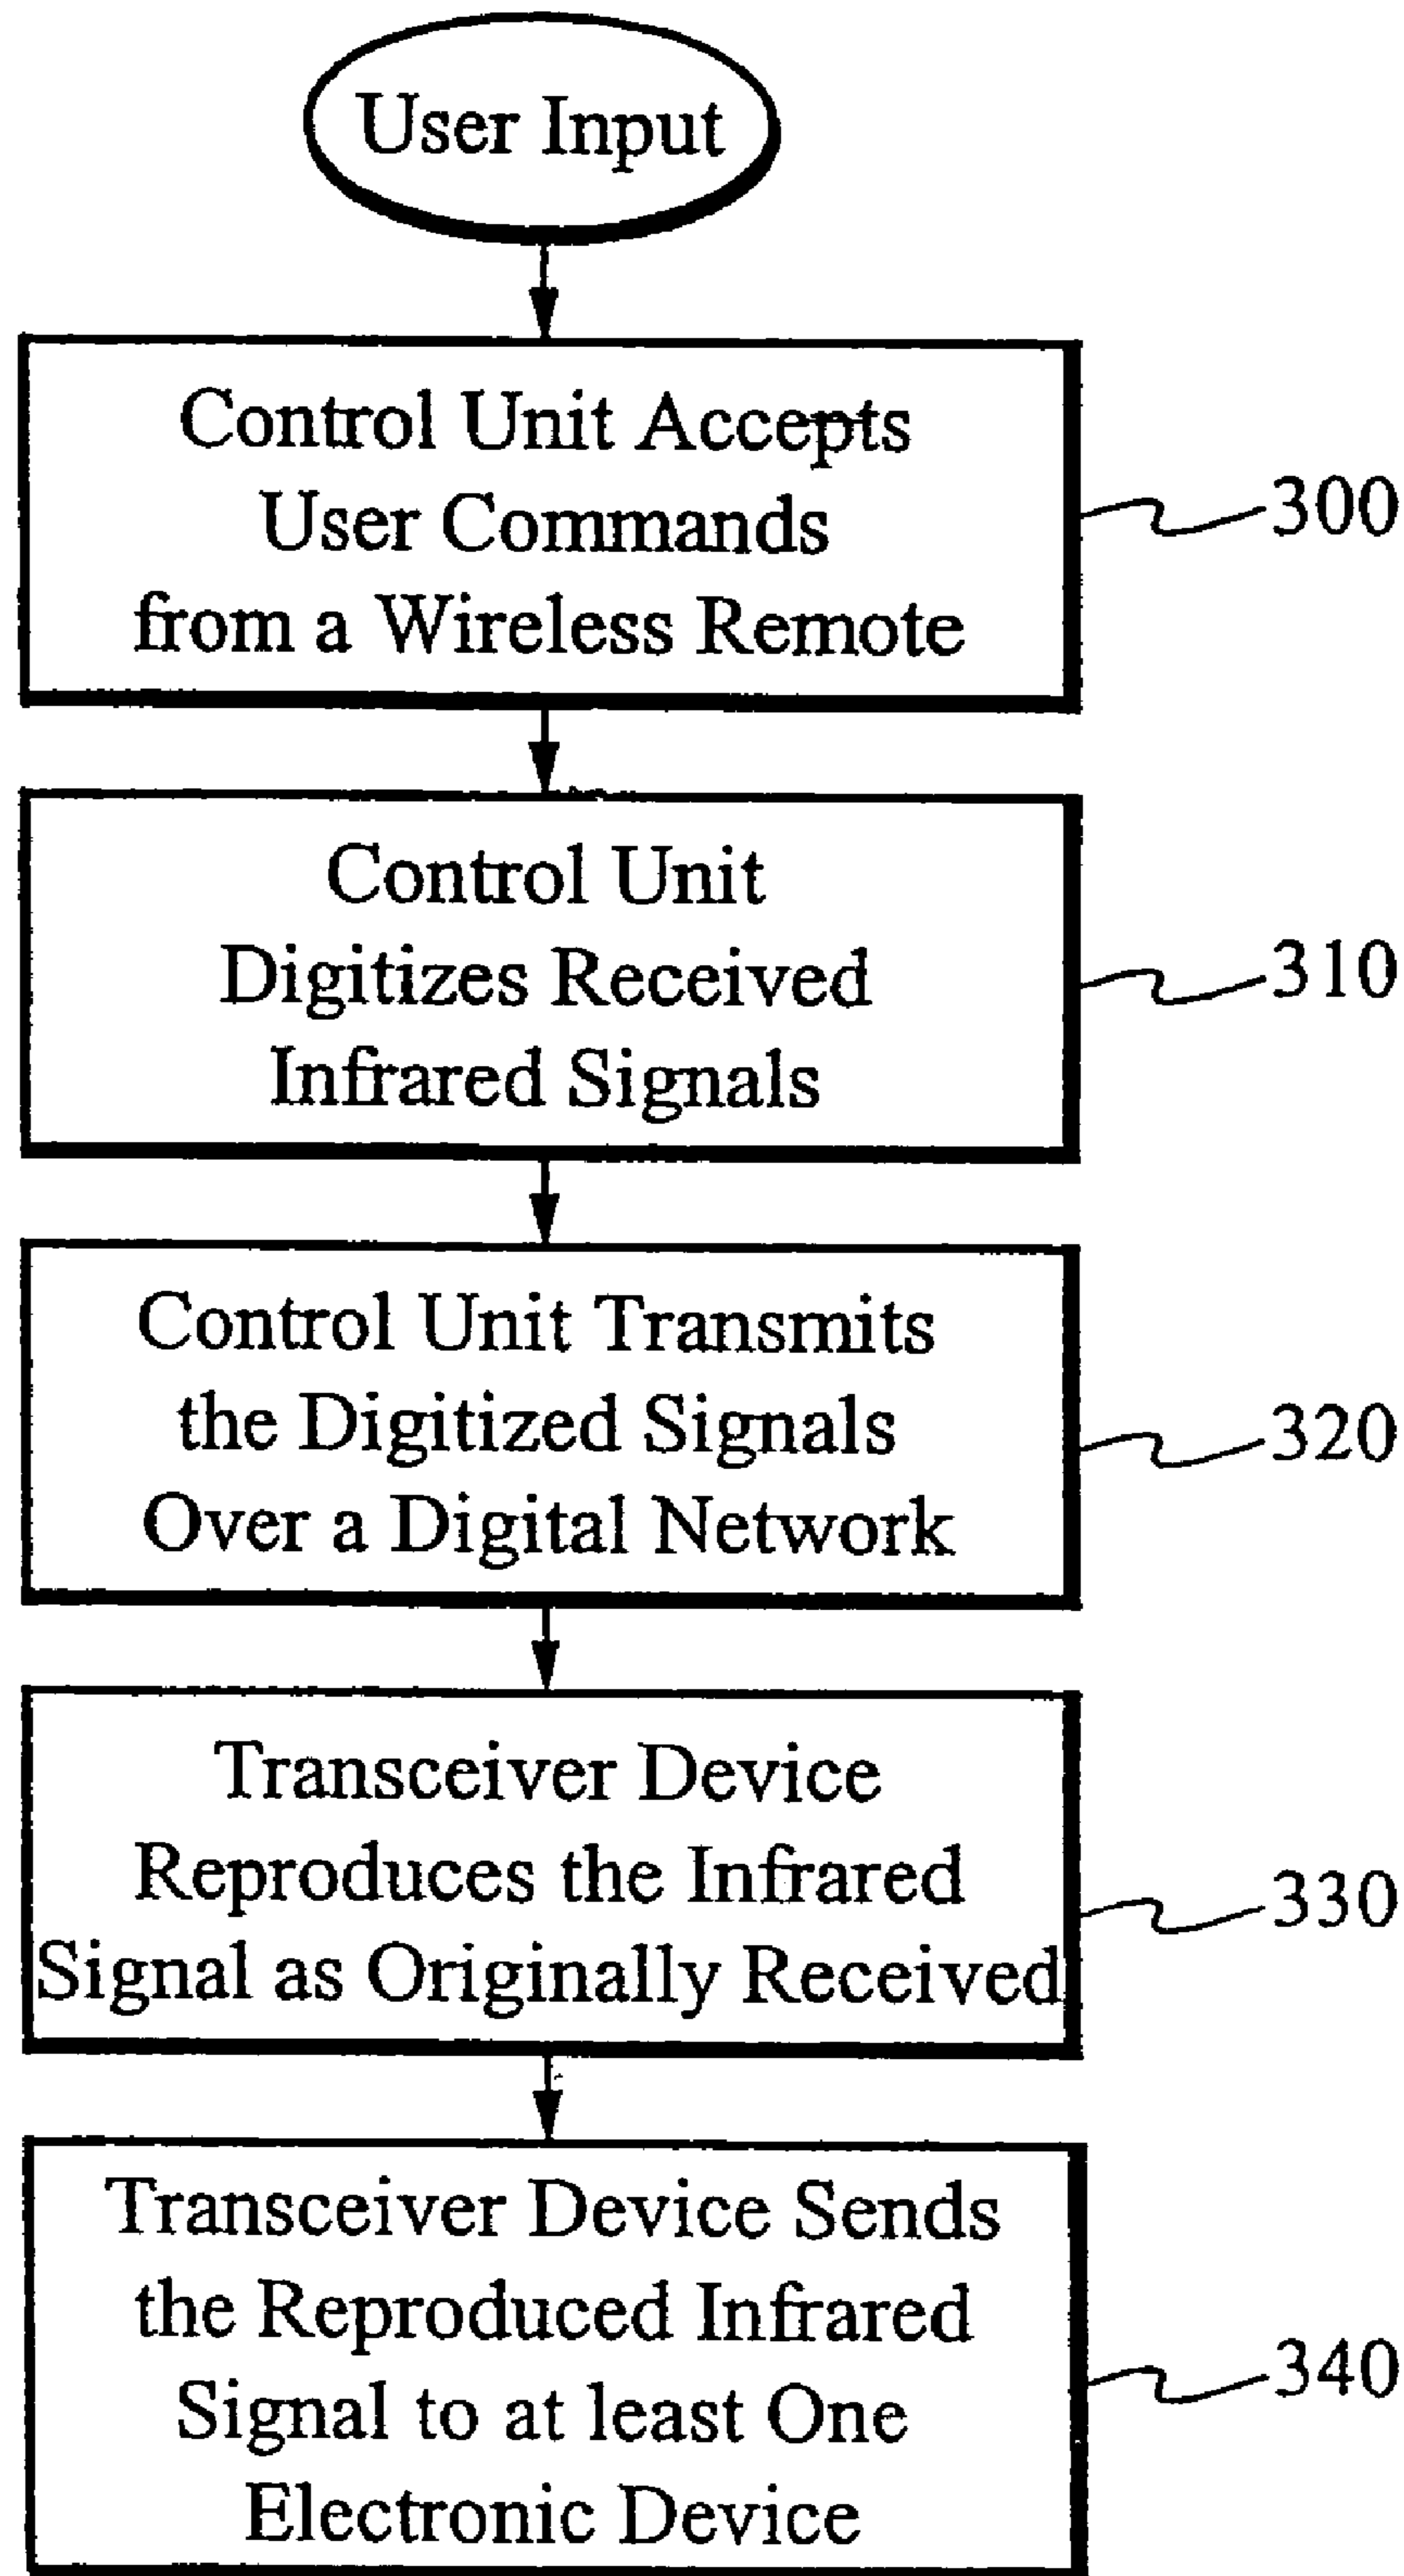 User Input
Control Unit Accepts
User Commands
from a Wireless Remote
300
Control Unit
Digitizes Received
Infrared Signals
310
Control Unit Transmits
the Digitized Signals
Over a Digital Network
320
Transceiver Device
Reproduces the Infrared
Signal as Originally Received
330
Transceiver Device Sends
the Reproduced Infrared
Signal to at least One
Electronic Device
340